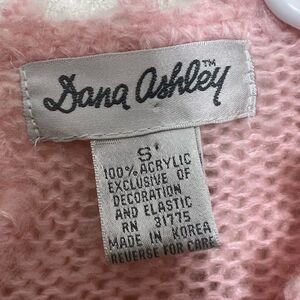 Dana Ashley™
S
100% ACRYLIC
EXCLUSIVE OF
DECORATION
AND ELASTIC
RN 31775
MADE IN KOREA
REVERSE FOR CARE